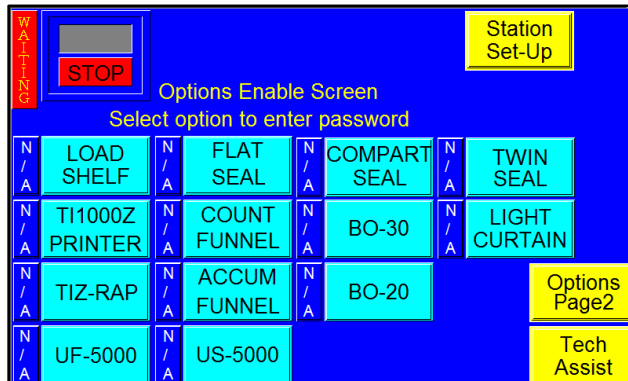 WAITING
STOP
Station
Set-Up
Options Enable Screen
Select option to enter password
N/A LOAD SHELF N/A FLAT SEAL N/A COMPART SEAL N/A TWIN SEAL
N/A TI1000Z PRINTER N/A COUNT FUNNEL N/A BO-30 N/A LIGHT CURTAIN
N/A TIZ-RAP N/A ACCUM FUNNEL N/A BO-20
Options
Page2
N/A UF-5000 N/A US-5000
Tech
Assist